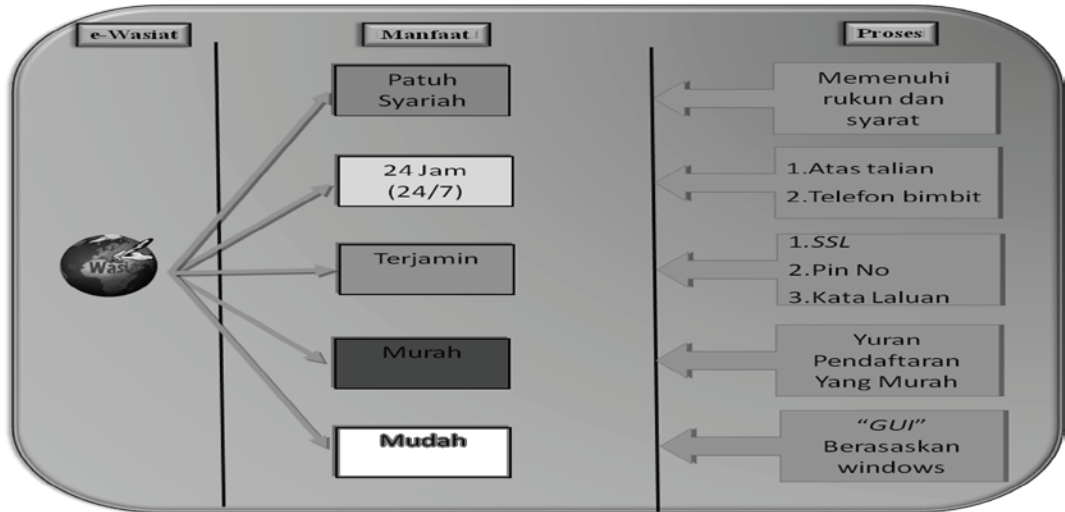 e-Wasiat
Manfaat
Proses
Patuh
Syariah
Memenuhi
rukun dan
syarat
24 Jam
(24/7)
1.Atas talian
2.Telefon bimbit
Wasi
Terjamin
1.SSL
2.Pin No
3.Kata Laluan
Murah
Yuran
Pendaftaran
Yang Murah
Mudah
“GUI”
Berasaskan
windows